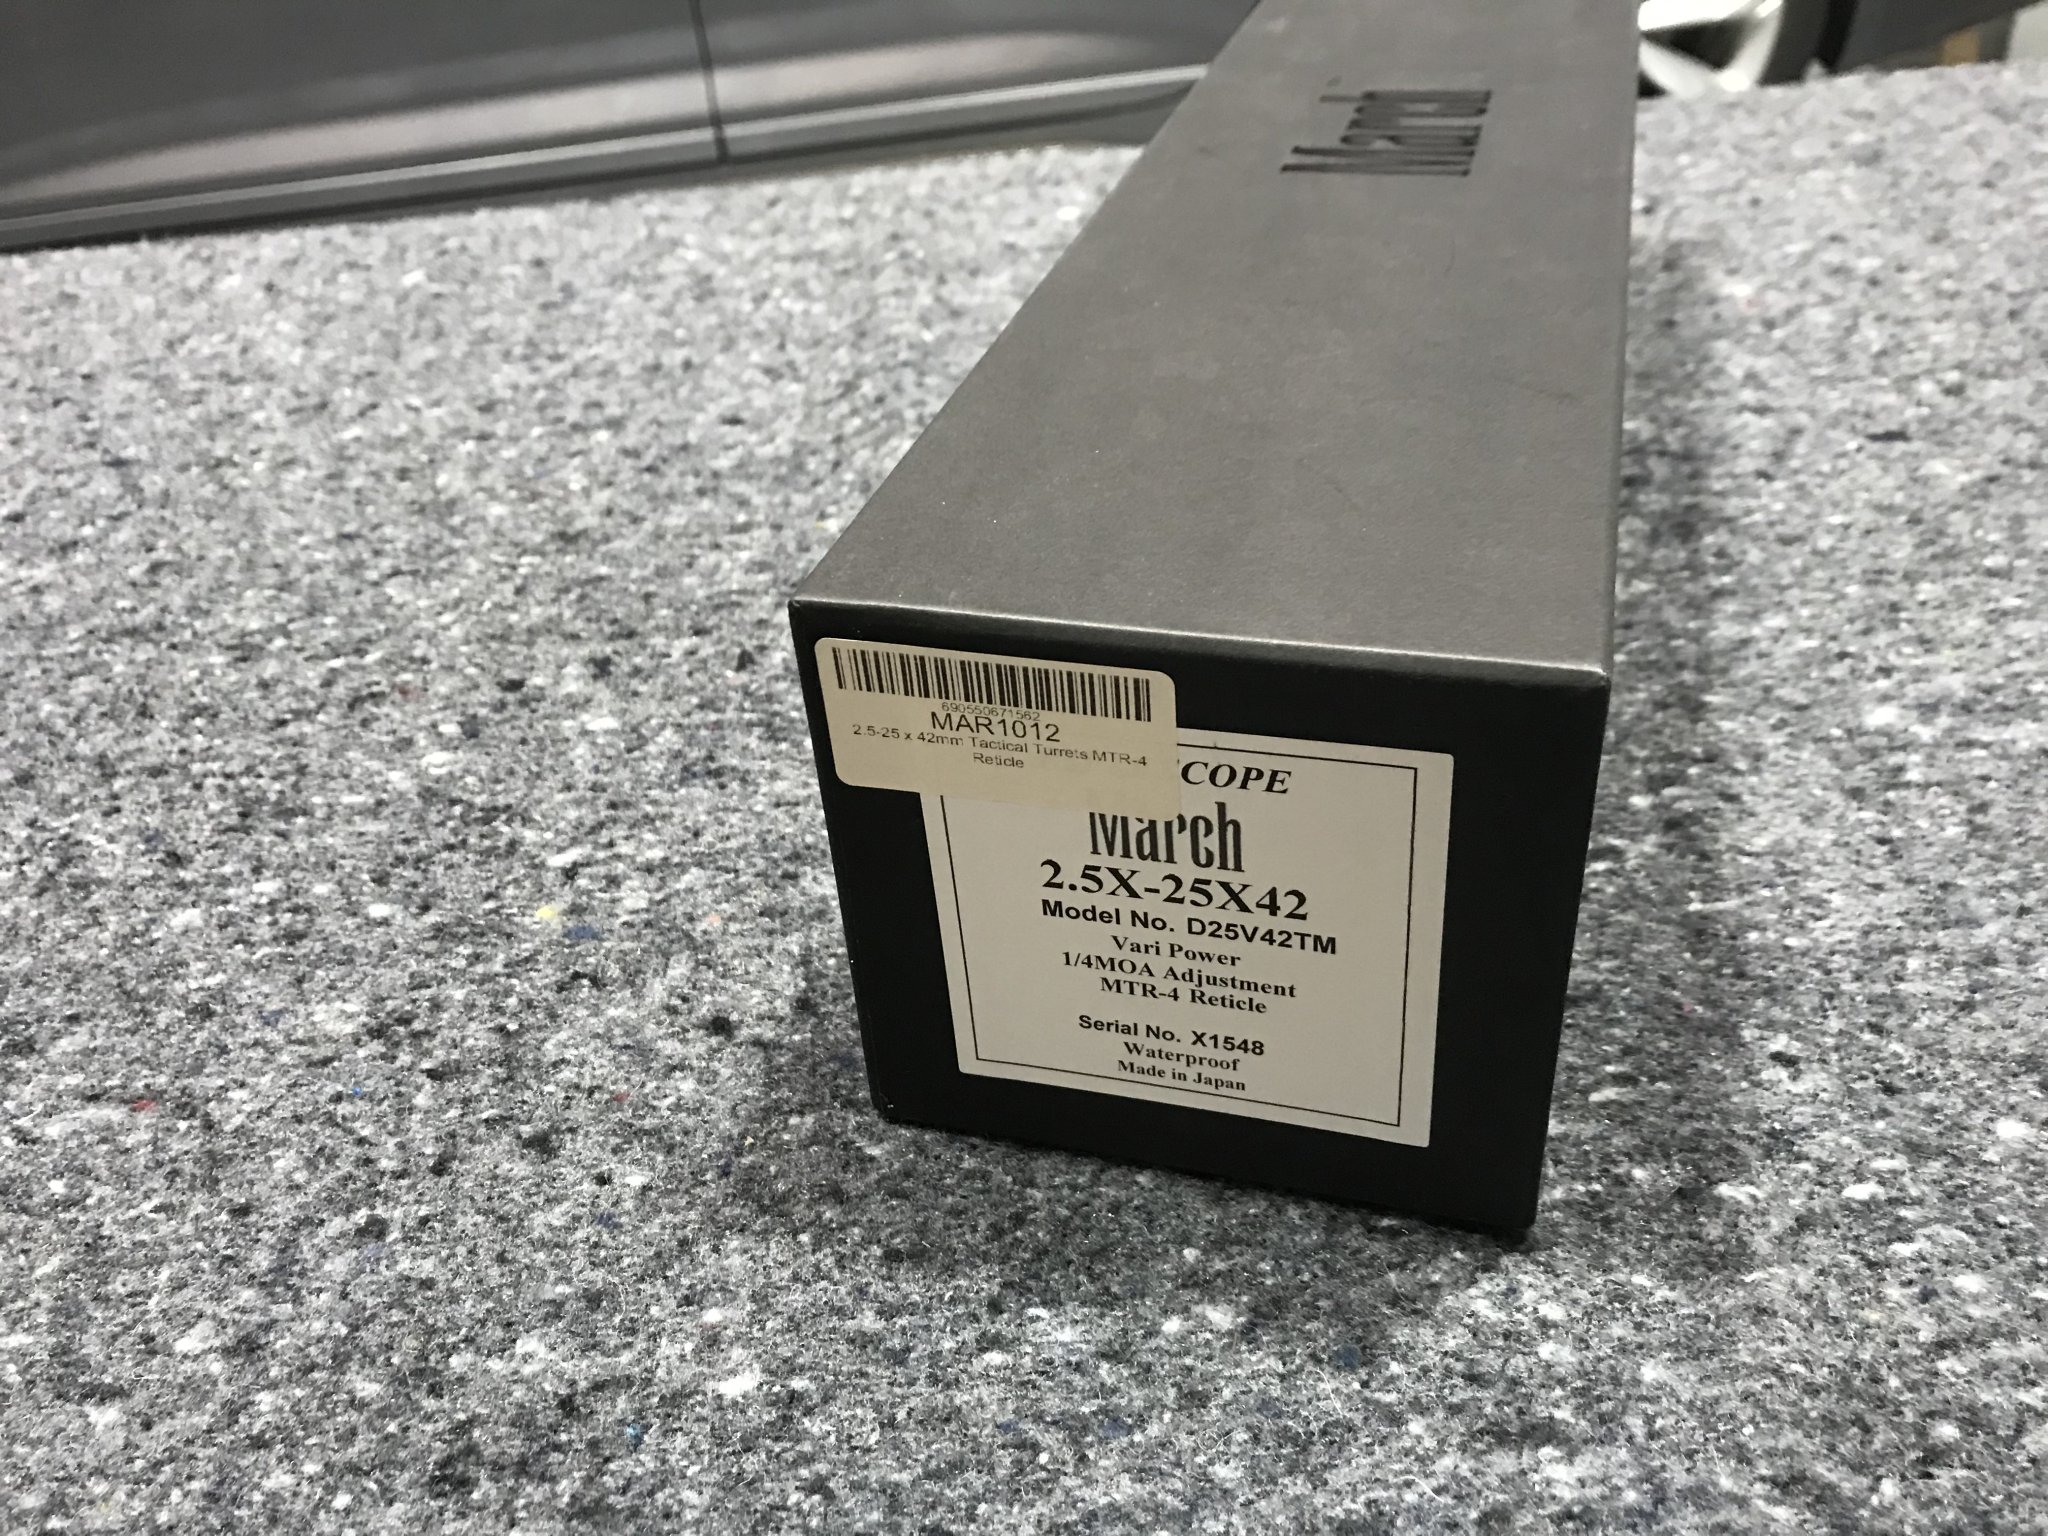 March
690550671562
MAR1012
2.5-25 x 42mm Tactical Turrets MTR-4
Reticle
COPE
March
2.5X-25X42
Model No. D25V42TM
Vari Power
1/4MOA Adjustment
MTR-4 Reticle
Serial No. X1548
Waterproof
Made in Japan